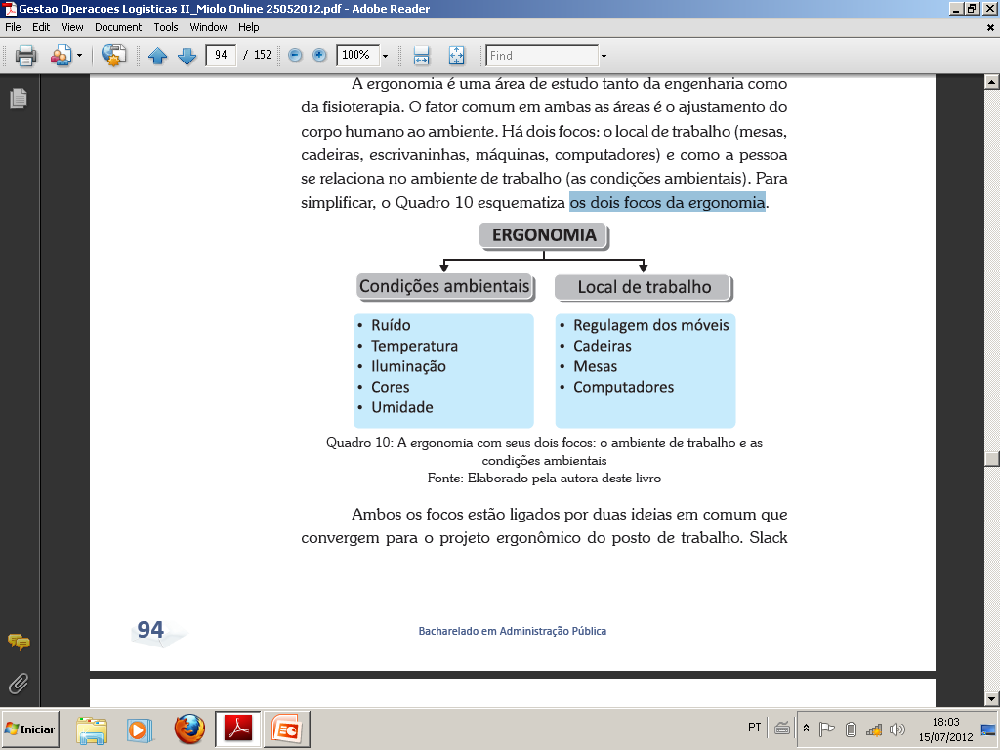 Gestao Operacoes Logisticas II_Miolo Online 25052012.pdf - Adobe Reader
File Edit View Document Tools Window Help
94 / 152 100% Find
A ergonomia é uma área de estudo tanto da engenharia como
da fisioterapia. O fator comum em ambas as áreas é o ajustamento do
corpo humano ao ambiente. Há dois focos: o local de trabalho (mesas,
cadeiras, escrivaninhas, máquinas, computadores) e como a pessoa
se relaciona no ambiente de trabalho (as condições ambientais). Para
simplificar, o Quadro 10 esquematiza os dois focos da ergonomia.
ERGONOMIA
Condições ambientais
• Ruído
• Temperatura
• Iluminação
• Cores
• Umidade
Local de trabalho
• Regulagem dos móveis
• Cadeiras
• Mesas
• Computadores
Quadro 10: A ergonomia com seus dois focos: o ambiente de trabalho e as
condições ambientais
Fonte: Elaborado pela autora deste livro
Ambos os focos estão ligados por duas ideias em comum que
convergem para o projeto ergonômico do posto de trabalho. Slack
94 Bacharelado em Administração Pública
Iniciar PT 18:03
15/07/2012